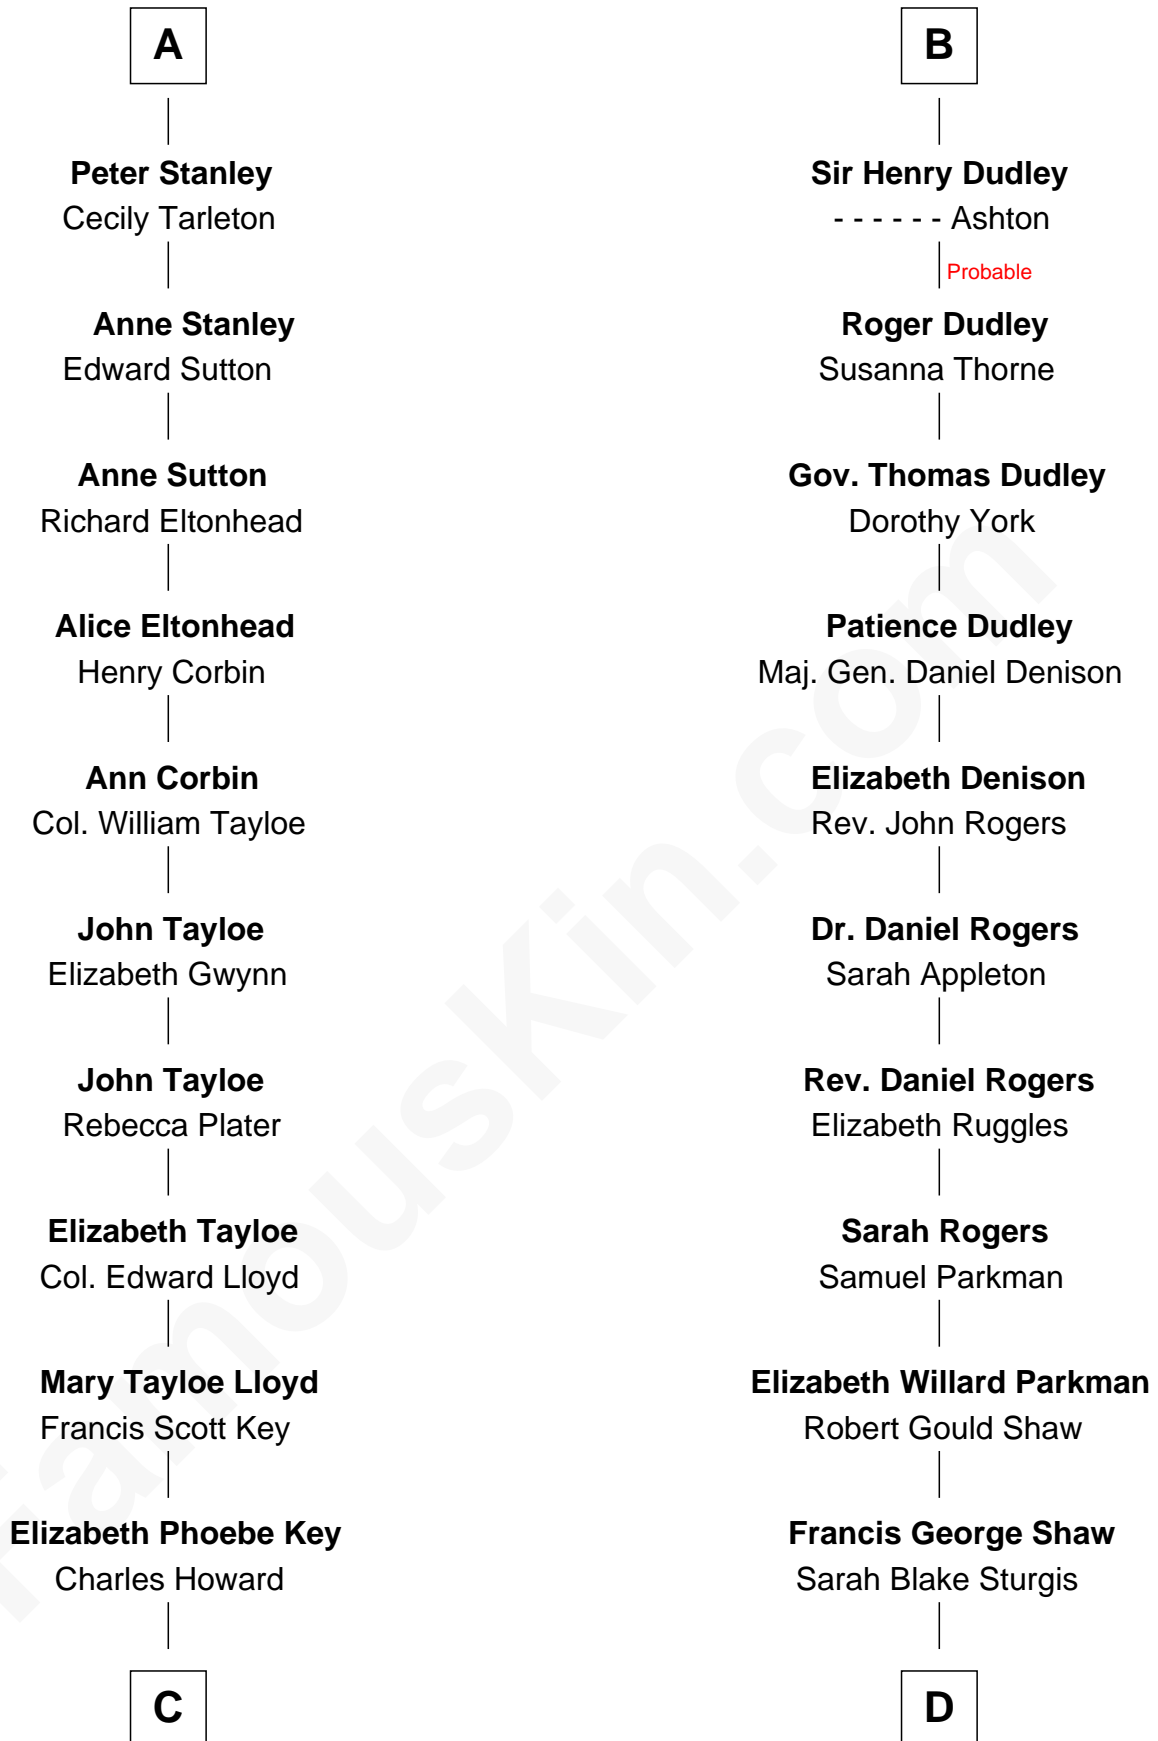 A
Peter Stanley
Cecily Tarleton
Anne Stanley
Edward Sutton
Anne Sutton
Richard Eltonhead
Alice Eltonhead
Henry Corbin
Ann Corbin
Col. William Tayloe
John Tayloe
Elizabeth Gwynn
John Tayloe
Rebecca Plater
Elizabeth Tayloe
Col. Edward Lloyd
Mary Tayloe Lloyd
Francis Scott Key
Elizabeth Phoebe Key
Charles Howard
C
B
Sir Henry Dudley
- - - - - - Ashton
Probable
Roger Dudley
Susanna Thorne
Gov. Thomas Dudley
Dorothy York
Patience Dudley
Maj. Gen. Daniel Denison
Elizabeth Denison
Rev. John Rogers
Dr. Daniel Rogers
Sarah Appleton
Rev. Daniel Rogers
Elizabeth Ruggles
Sarah Rogers
Samuel Parkman
Elizabeth Willard Parkman
Robert Gould Shaw
Francis George Shaw
Sarah Blake Sturgis
D
FamousKin.com